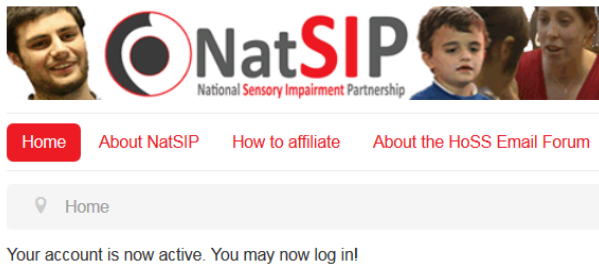 NatSIP
National Sensory Impairment Partnership
Home About NatSIP How to affiliate About the HoSS Email Forum
Home
Your account is now active. You may now log in!